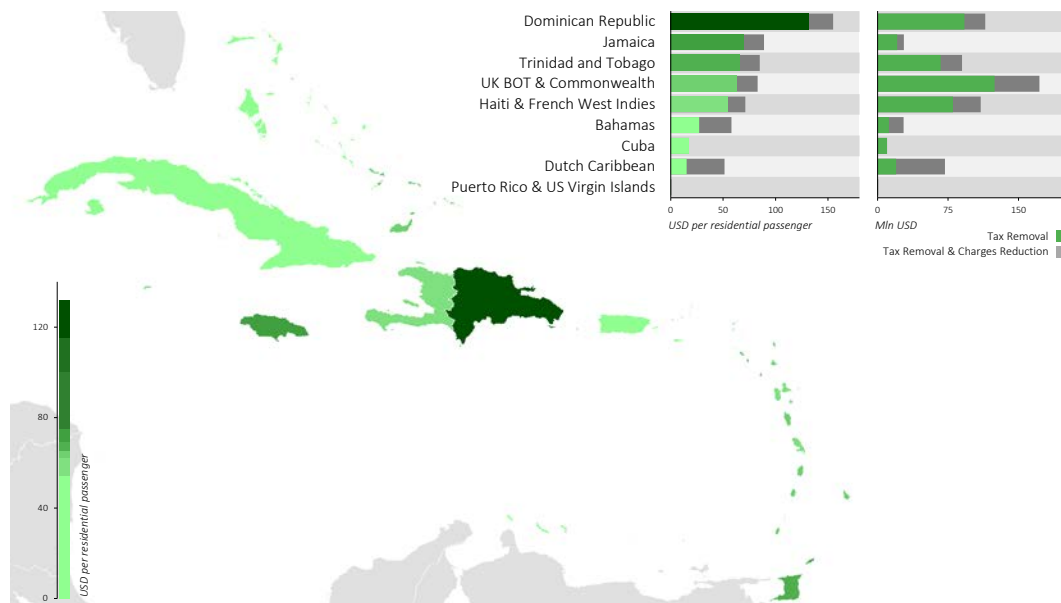 Dominican Republic
Jamaica
Trinidad and Tobago
UK BOT & Commonwealth
Haiti & French West Indies
Bahamas
Cuba
Dutch Caribbean
Puerto Rico & US Virgin Islands
0 50 100 150
USD per residential passenger
0 75 150
Mln USD
Tax Removal
Tax Removal & Charges Reduction
120
80
40
0
USD per residential passenger